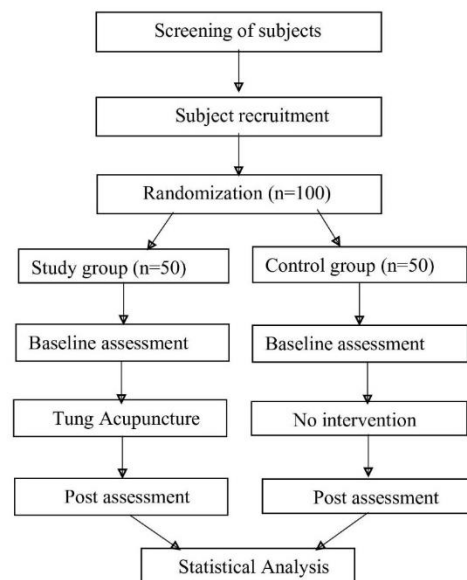 Screening of subjects
Subject recruitment
Randomization (n=100)
Study group (n=50)
Control group (n=50)
Baseline assessment
Baseline assessment
Tung Acupuncture
No intervention
Post assessment
Post assessment
Statistical Analysis